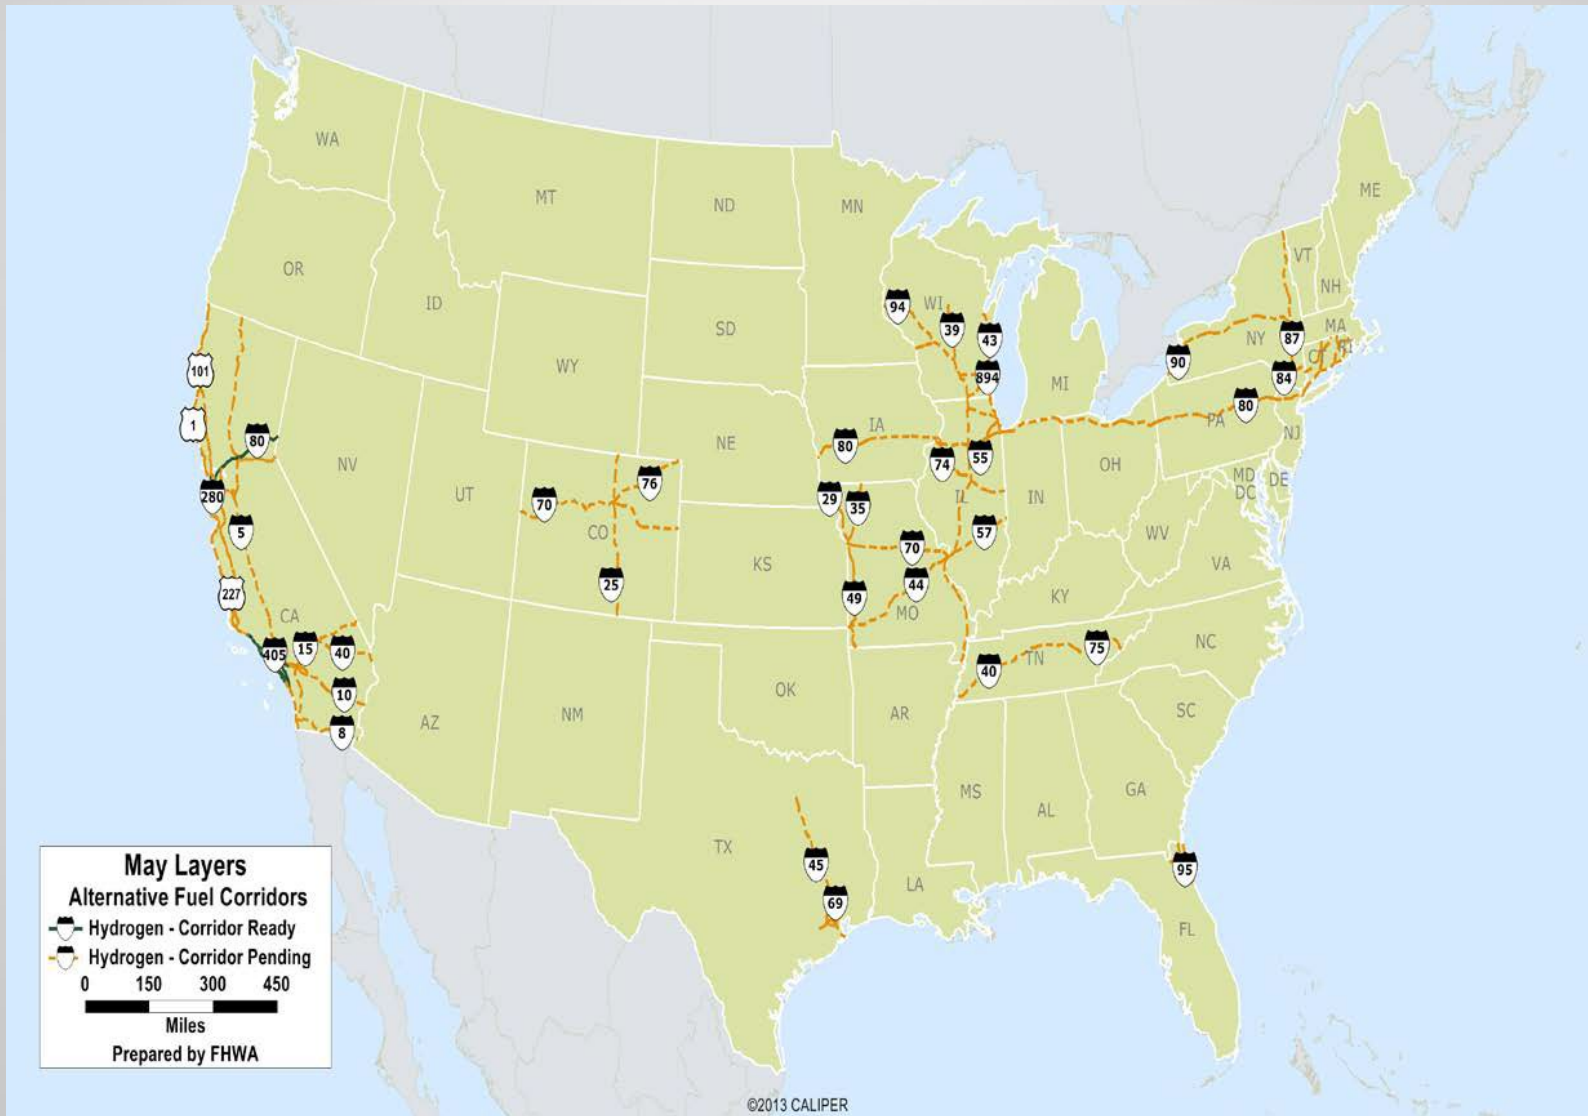 WA
MT
ND
MN
ME
OR
ID
SD
WI
VT
NH
WY
MI
NY
MA
CT
RI
NV
UT
NE
IA
PA
NJ
CO
IL
IN
OH
MD
DE
DC
WV
VA
KS
MO
KY
CA
TN
NC
AZ
NM
OK
AR
SC
TX
LA
MS
AL
GA
FL
94
39
43
894
101
1
80
280
5
227
405
15
40
10
8
70
76
25
80
74
55
29
35
70
57
44
49
40
75
45
69
95
90
87
84
80
May Layers
Alternative Fuel Corridors
Hydrogen - Corridor Ready
Hydrogen - Corridor Pending
0 150 300 450
Miles
Prepared by FHWA
©2013 CALIPER